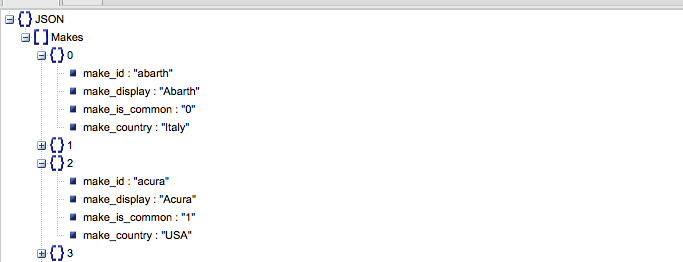 JSON
Makes
0
make_id : "abarth"
make_display : "Abarth"
make_is_common : "0"
make_country : "Italy"
1
2
make_id : "acura"
make_display : "Acura"
make_is_common : "1"
make_country : "USA"
3